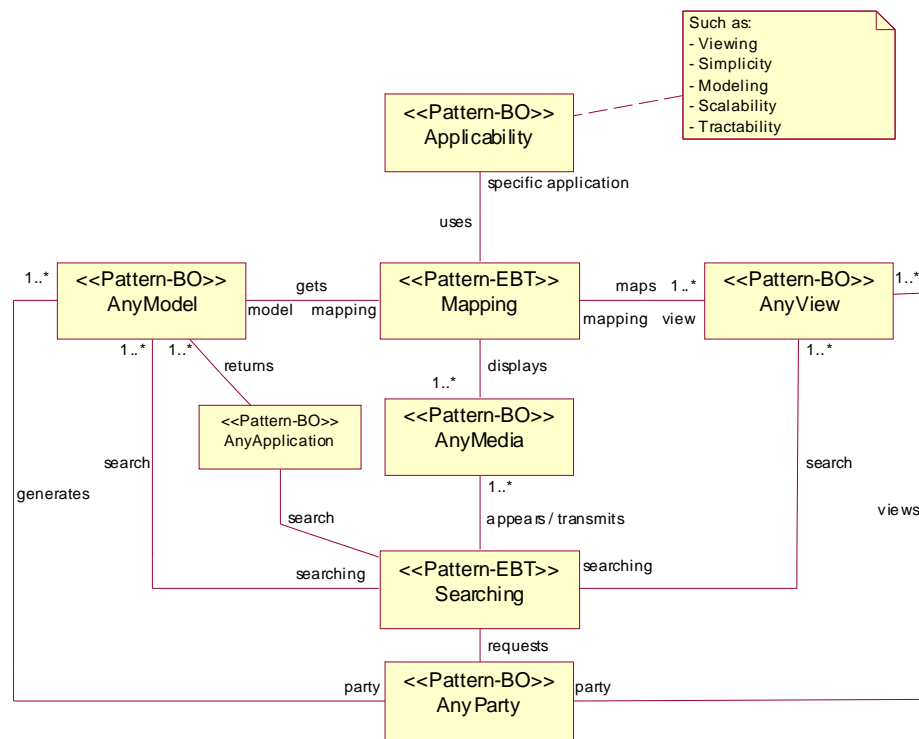 Such as:
- Viewing
- Simplicity
- Modeling
- Scalability
- Tractability
<<Pattern-BO>>
Applicability
specific application
uses
1..*
<<Pattern-BO>>
AnyModel
gets
model
mapping
<<Pattern-EBT>>
Mapping
maps
1..*
mapping
view
<<Pattern-BO>>
AnyView
1..*
1..*
1..*
returns
displays
1..*
1..*
<<Pattern-BO>>
AnyApplication
<<Pattern-BO>>
AnyMedia
search
search
generates
1..*
views
search
appears / transmits
searching
<<Pattern-EBT>>
Searching
searching
requests
party
<<Pattern-BO>>
AnyParty
party